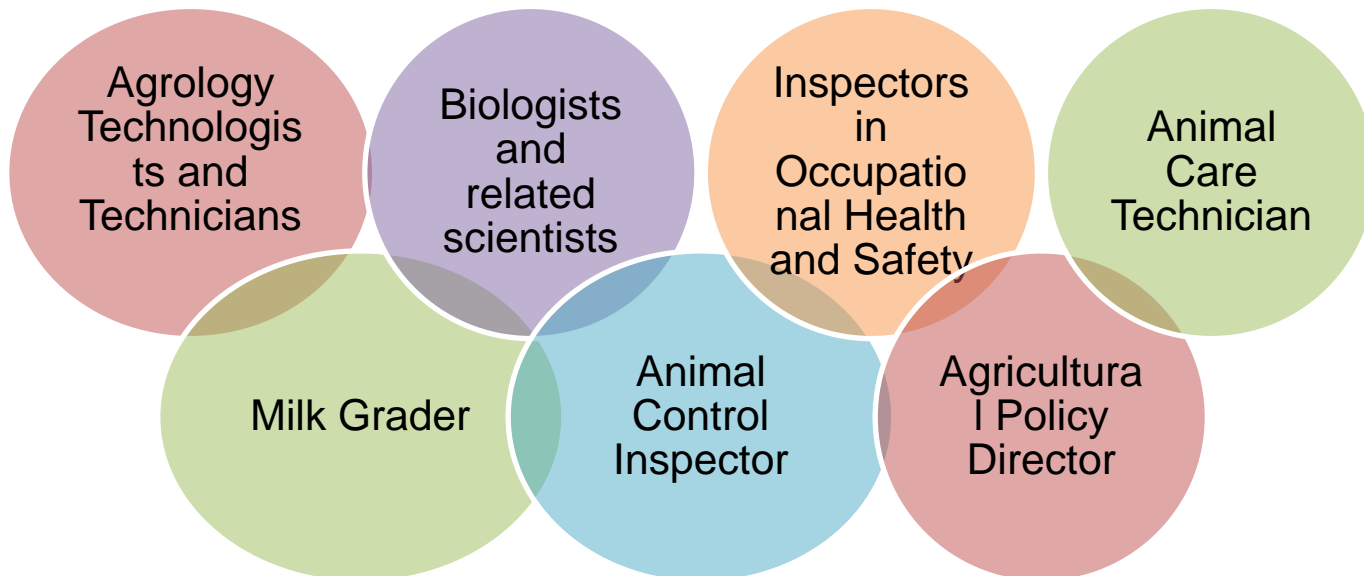 Agrology
Technologis
ts and
Technicians
Biologists
and
related
scientists
Inspectors
in
Occupatio
nal Health
and Safety
Animal
Care
Technician
Milk Grader
Animal
Control
Inspector
Agricultura
l Policy
Director